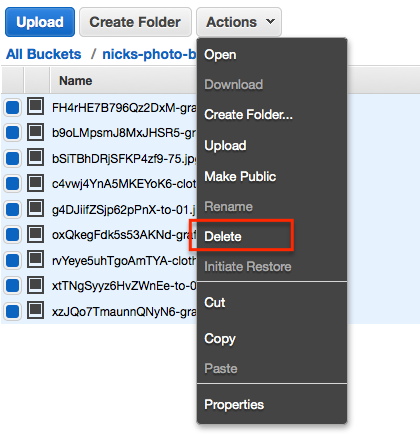 Upload Create Folder Actions
All Buckets / nicks-photo-b
Name
FH4rHE7B796Qz2DxM-gra
b9oLMpsmJ8MxJHSR5-gr
bSiTBhDRjSFKP4zf9-75.jp
c4vwj4YnA5MKEYoK6-clot
g4DJiifZSjp62pPnX-to-01.j
oxQkegFdk5s53AKNd-graf
rvYeye5uhTgoAmTYA-cloth
xtTNgSyyz6HvZWnEe-to-0
xzJQo7TmaunnQNyN6-gra
Open
Download
Create Folder...
Upload
Make Public
Rename
Delete
Initiate Restore
Cut
Copy
Paste
Properties